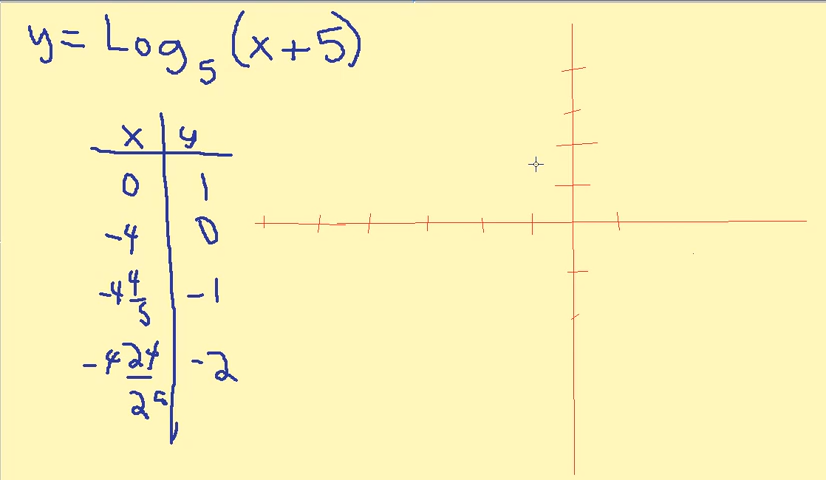 y = Log₅ (x+5)
x y
0 1
-4 0
-4 4/5 -1
-4 24/25 -2